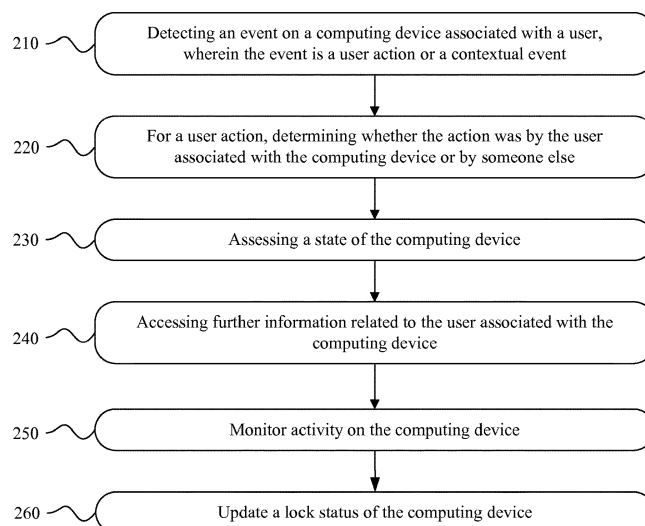 210
Detecting an event on a computing device associated with a user,
wherein the event is a user action or a contextual event
220
For a user action, determining whether the action was by the user
associated with the computing device or by someone else
230
Assessing a state of the computing device
240
Accessing further information related to the user associated with the
computing device
250
Monitor activity on the computing device
260
Update a lock status of the computing device